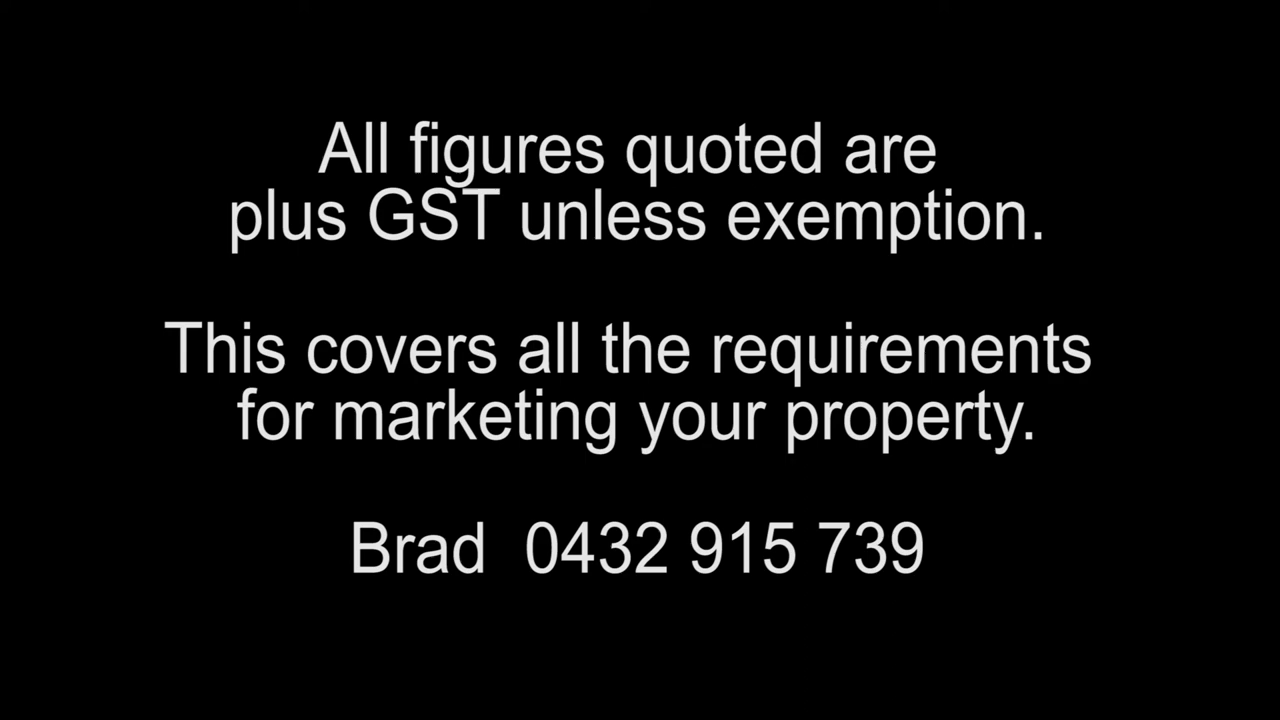 All figures quoted are
plus GST unless exemption.
This covers all the requirements
for marketing your property.
Brad 0432 915 739